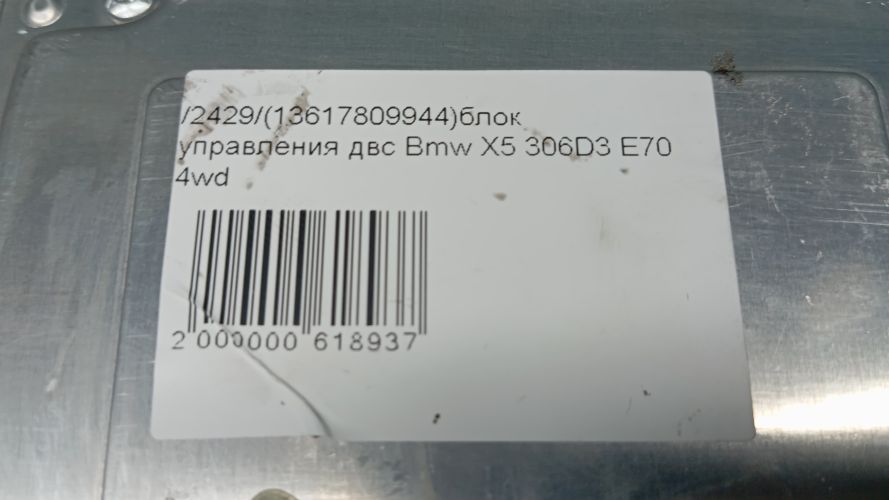 /2429/(13617809944)блок
управления двс Bmw X5 306D3 E70
4wd
2 000000 618937